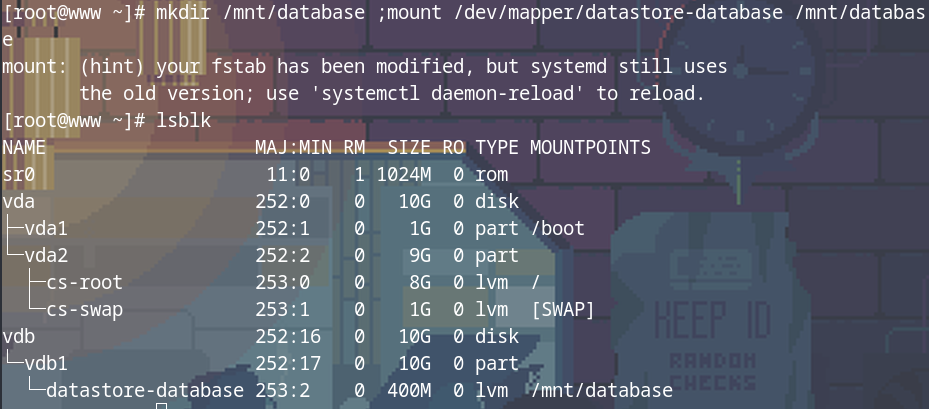 [root@www ~]# mkdir /mnt/database ;mount /dev/mapper/datastore-database /mnt/databas
e
mount: (hint) your fstab has been modified, but systemd still uses
       the old version; use 'systemctl daemon-reload' to reload.
[root@www ~]# lsblk
NAME                   MAJ:MIN RM  SIZE RO TYPE MOUNTPOINTS
sr0                     11:0    1 1024M  0 rom
vda                    252:0    0   10G  0 disk
├─vda1                 252:1    0    1G  0 part /boot
└─vda2                 252:2    0    9G  0 part
  ├─cs-root            253:0    0    8G  0 lvm  /
  └─cs-swap            253:1    0    1G  0 lvm  [SWAP]
vdb                    252:16   0   10G  0 disk
└─vdb1                 252:17   0   10G  0 part
  └─datastore-database 253:2    0  400M  0 lvm  /mnt/database
KEEP ID
RANDOM
CHECKS